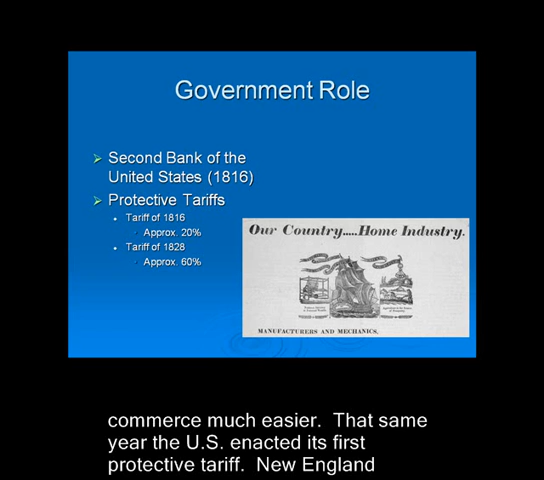 Government Role
Second Bank of the
United States (1816)
Protective Tariffs
Tariff of 1816
Approx. 20%
Tariff of 1828
Approx. 60%
Our Country.....Home Industry.
MANUFACTURERS AND MECHANICS.
commerce much easier. That same
year the U.S. enacted its first
protective tariff. New England